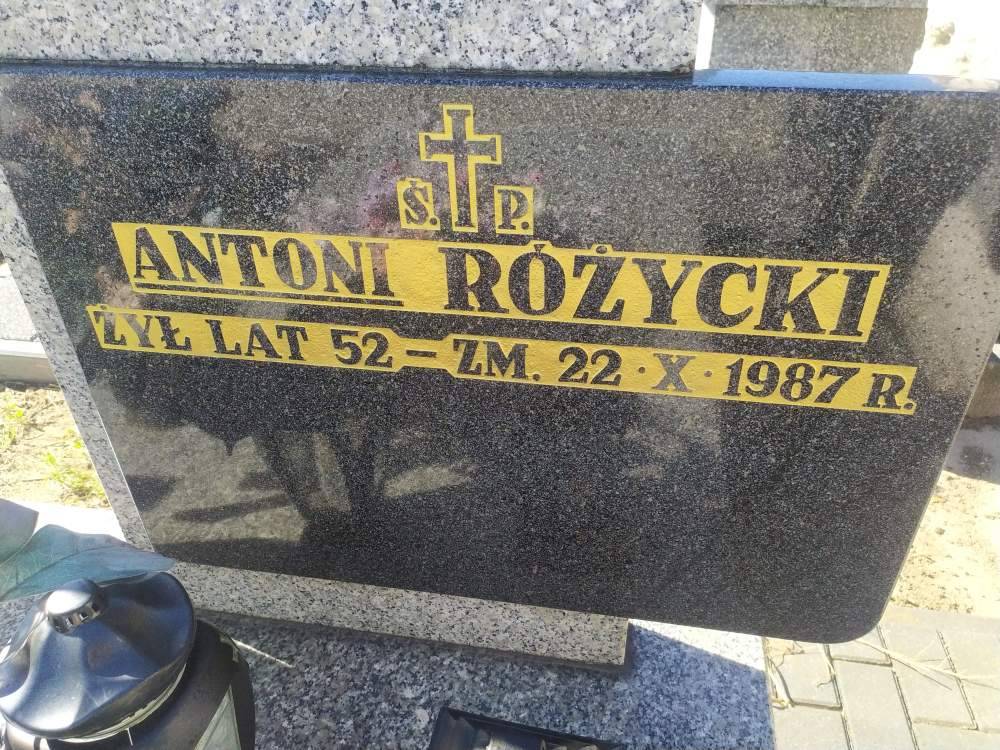 Ś. P.
ANTONI RÓŻYCKI
ŻYŁ LAT 52 - ZM. 22 · X · 1987 R.